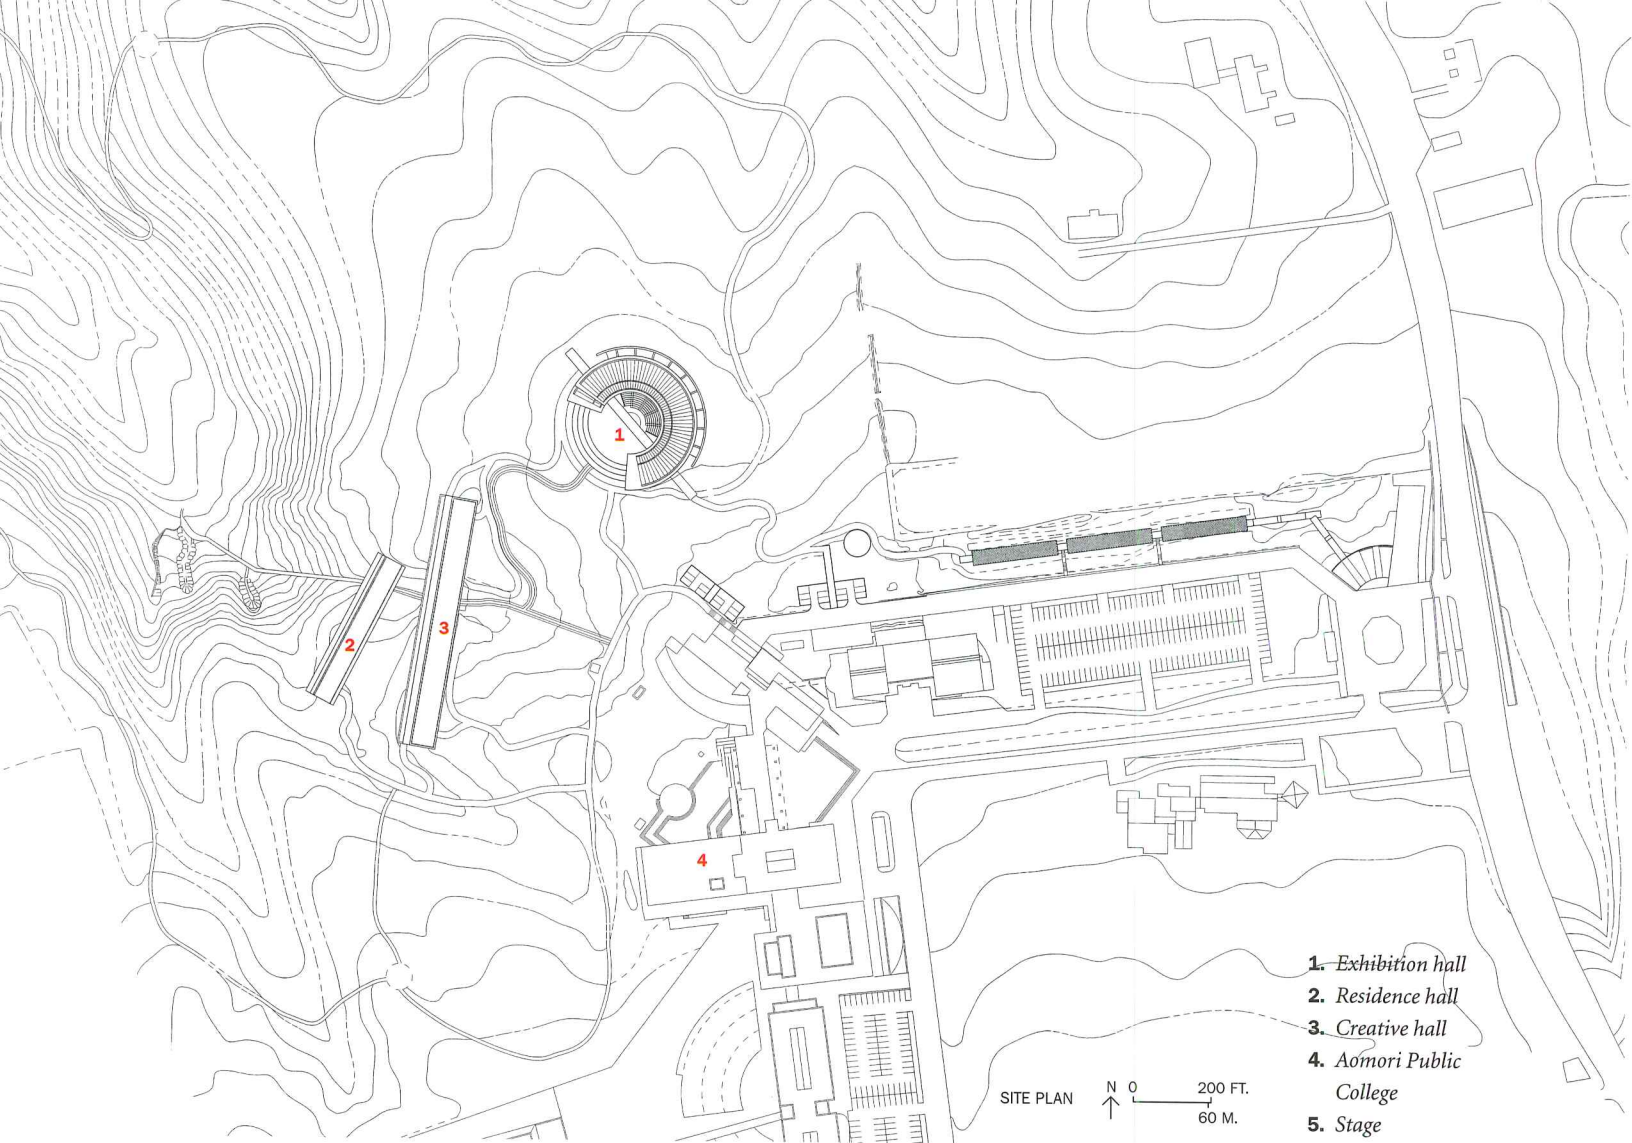 1
2
3
4
1. Exhibition hall
2. Residence hall
3. Creative hall
4. Aomori Public
College
5. Stage
SITE PLAN
N
0 200 FT.
60 M.